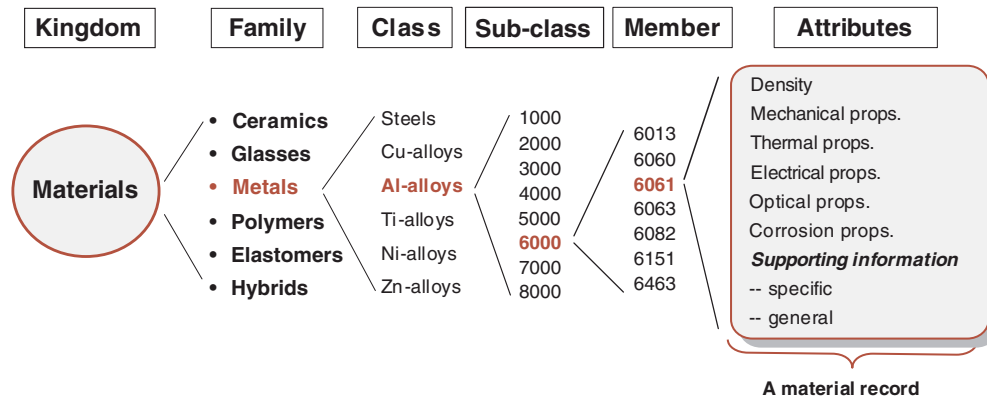 Kingdom
Family
Class
Sub-class
Member
Attributes
Materials
• Ceramics
• Glasses
• Metals
• Polymers
• Elastomers
• Hybrids
Steels
Cu-alloys
Al-alloys
Ti-alloys
Ni-alloys
Zn-alloys
1000
2000
3000
4000
5000
6000
7000
8000
6013
6060
6061
6063
6082
6151
6463
Density
Mechanical props.
Thermal props.
Electrical props.
Optical props.
Corrosion props.
Supporting information
-- specific
-- general
A material record